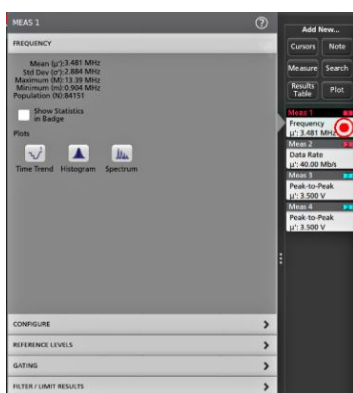 MEAS 1
?
FREQUENCY
Mean (µ'):3.481 MHz
Std Dev (σ'):2.884 MHz
Maximum (M):13.39 MHz
Minimum (m):0.904 MHz
Population (N):84151
Show Statistics
in Badge
Plots
Time Trend Histogram Spectrum
CONFIGURE
REFERENCE LEVELS
GATING
FILTER / LIMIT RESULTS
Add New...
Cursors Note
Measure Search
Results
Table
Plot
Meas 1
Frequency
µ': 3.481 MHz
Meas 2
Data Rate
µ': 40.00 Mb/s
Meas 3
Peak-to-Peak
µ': 3.500 V
Meas 4
Peak-to-Peak
µ': 3.500 V